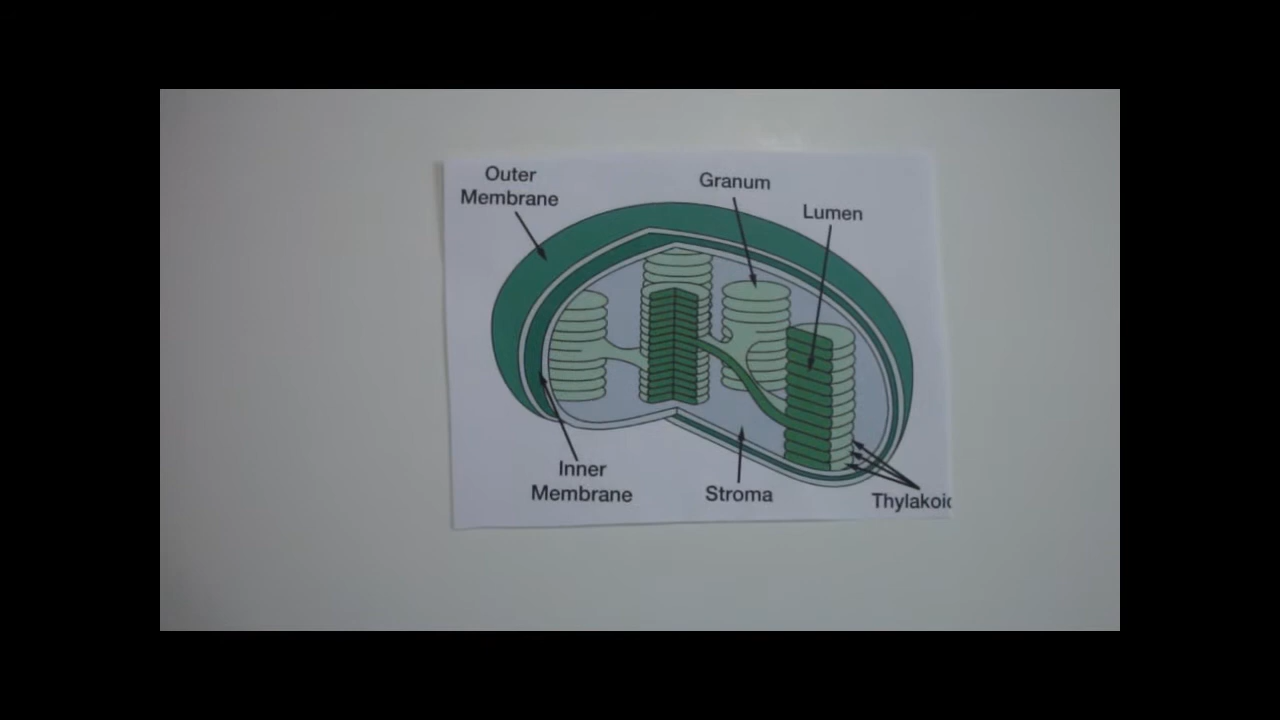 Outer
Membrane
Granum
Lumen
Inner
Membrane
Stroma